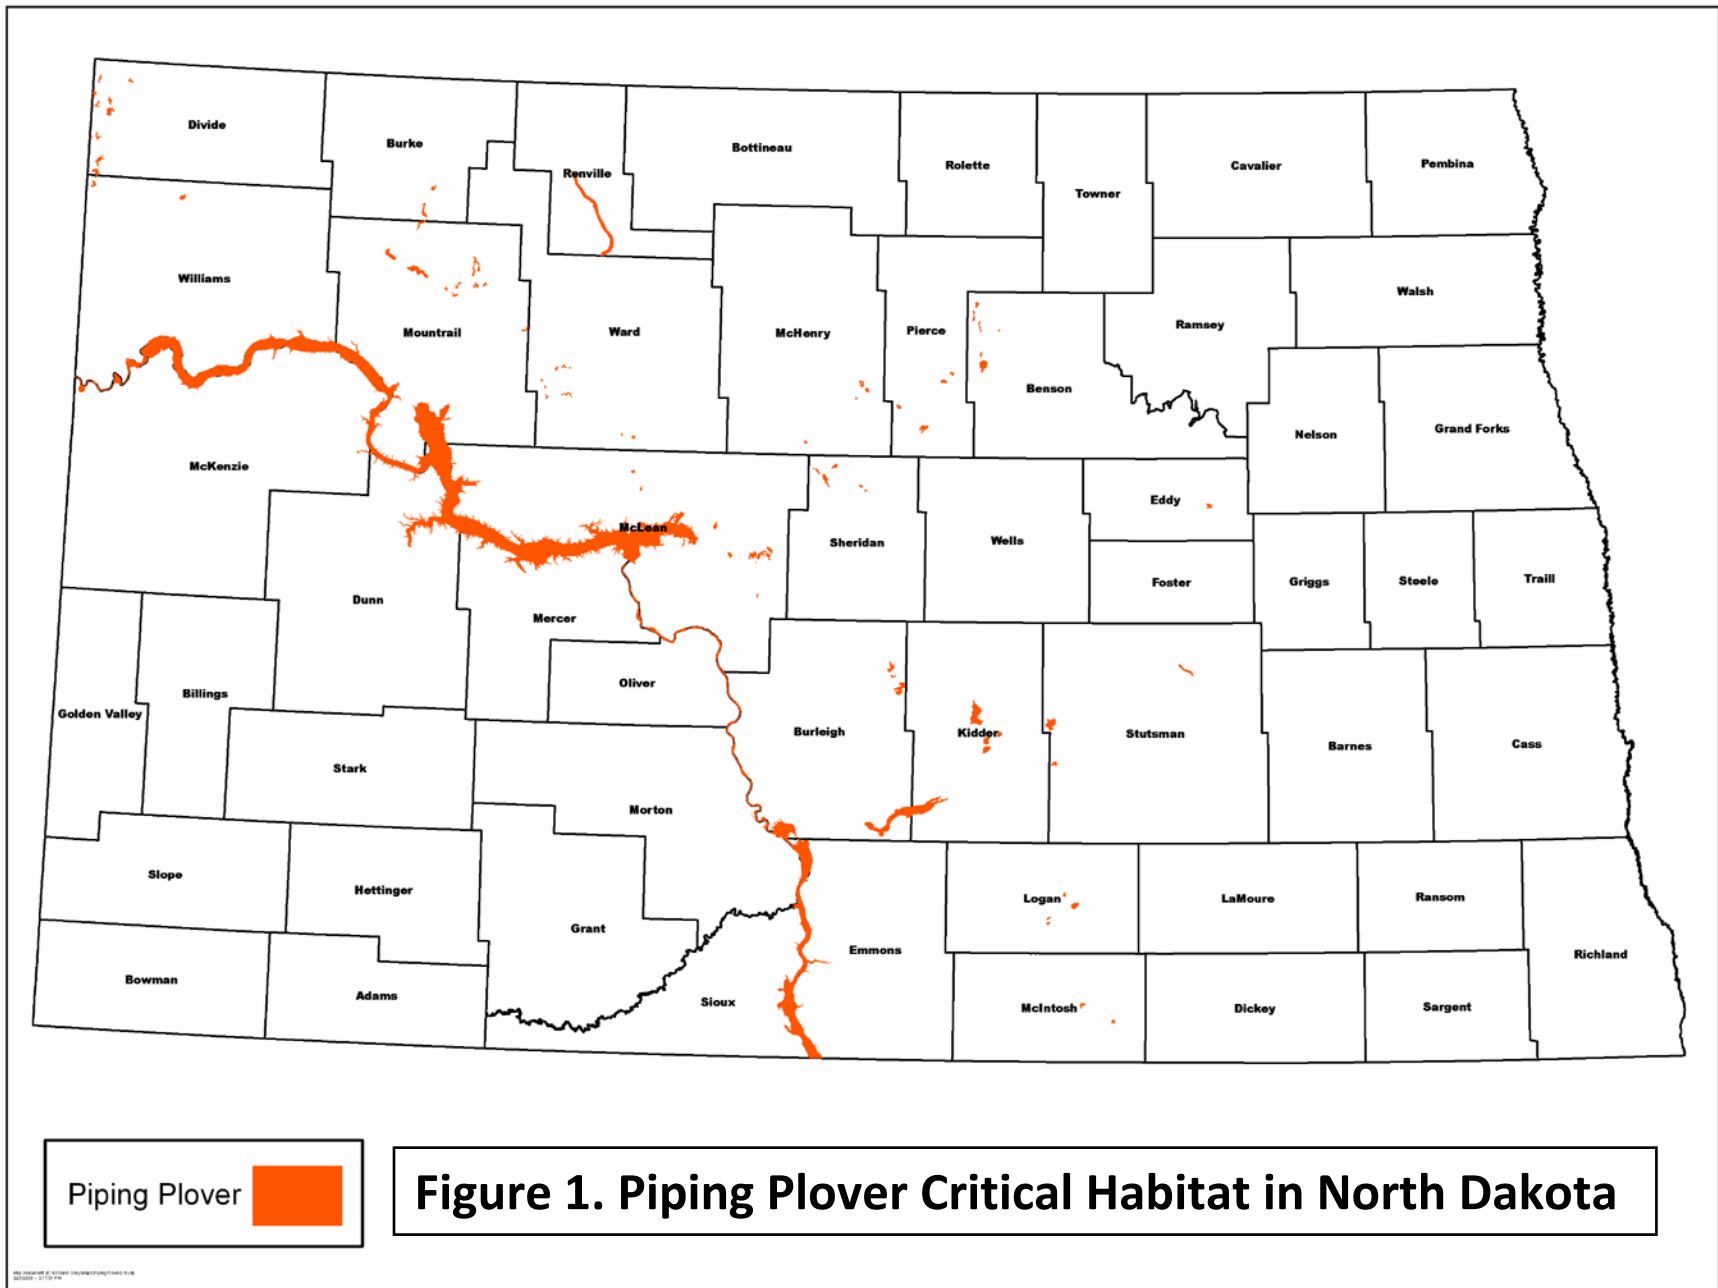 Divide
Burke
Renville
Bottineau
Rolette
Towner
Cavalier
Pembina
Williams
Mountrail
Ward
McHenry
Pierce
Benson
Ramsey
Walsh
McKenzie
Nelson
Grand Forks
Eddy
McLean
Sheridan
Wells
Foster
Griggs
Steele
Traill
Dunn
Mercer
Golden Valley
Billings
Oliver
Burleigh
Kidder
Stutsman
Barnes
Cass
Stark
Morton
Slope
Hettinger
Grant
Emmons
Logan
LaMoure
Ransom
Richland
Bowman
Adams
Sioux
McIntosh
Dickey
Sargent
Piping Plover
Figure 1. Piping Plover Critical Habitat in North Dakota